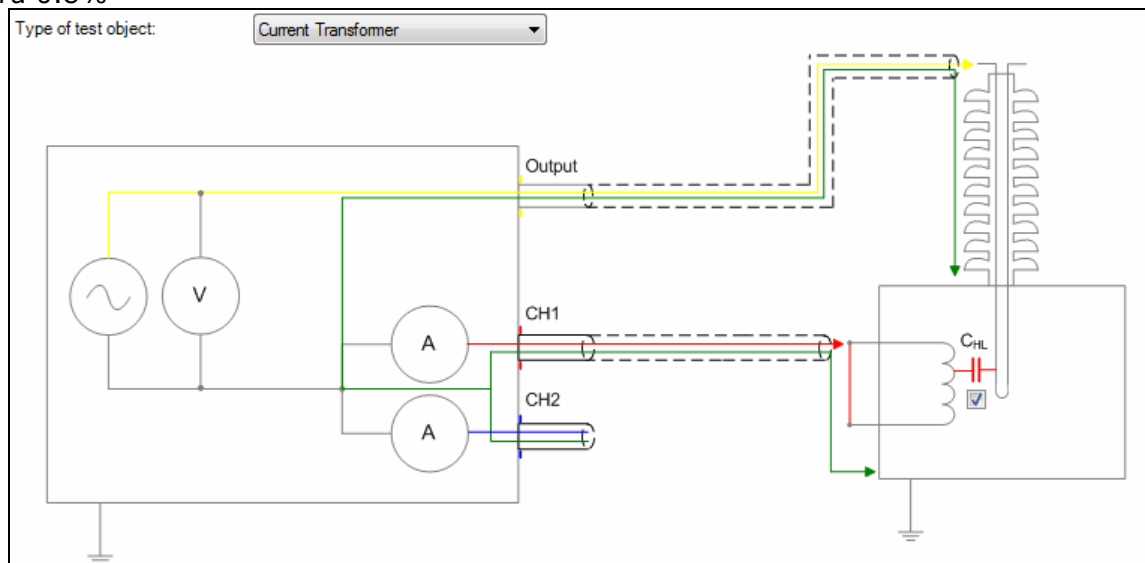 Type of test object:
Current Transformer
Output
V
CH1
A
CHL
CH2
A